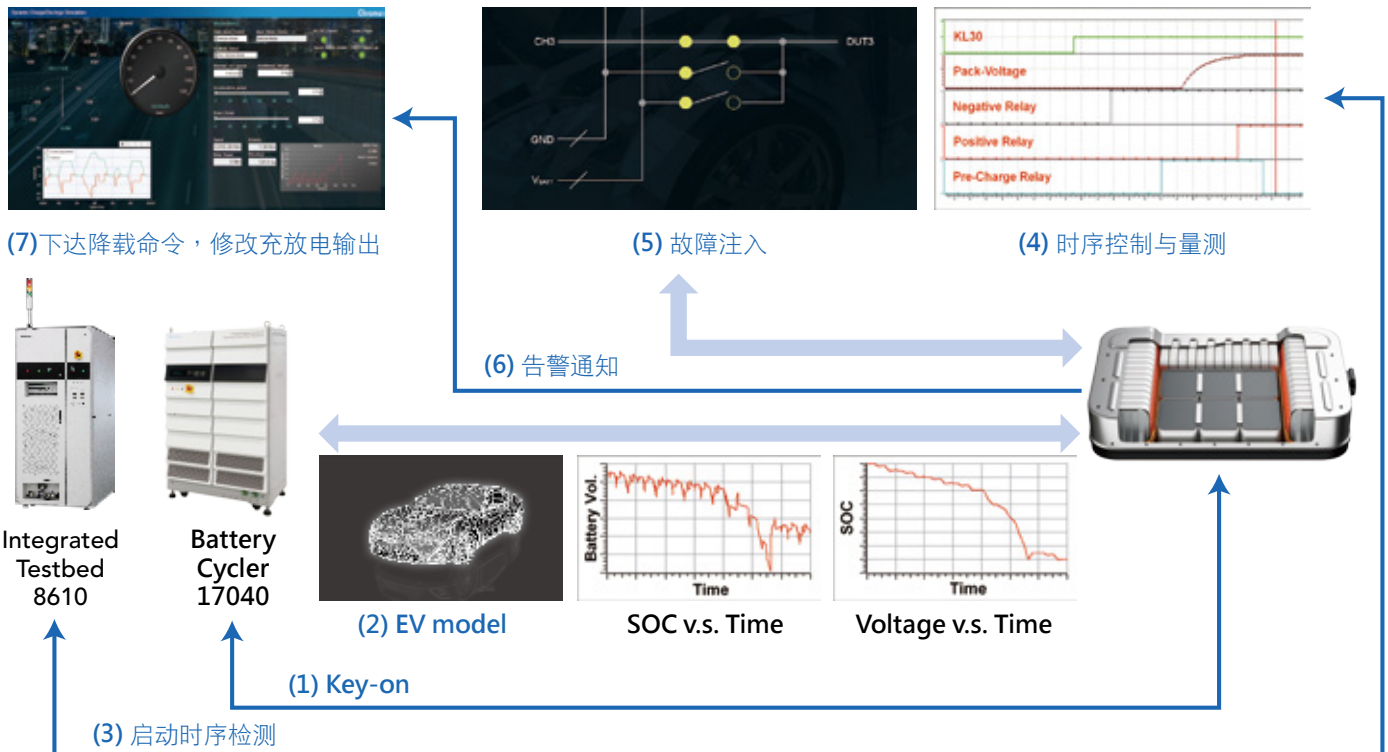 Chroma
CH3
DUT3
GND
VBATT
KL30
Pack-Voltage
Negative Relay
Positive Relay
Pre-Charge Relay
(7)下达降载命令，修改充放电输出
(5) 故障注入
(4) 时序控制与量测
(6) 告警通知
Integrated
Testbed
8610
Battery
Cycler
17040
Battery Vol.
Time
SOC
Time
(2) EV model
SOC v.s. Time
Voltage v.s. Time
(1) Key-on
(3) 启动时序检测